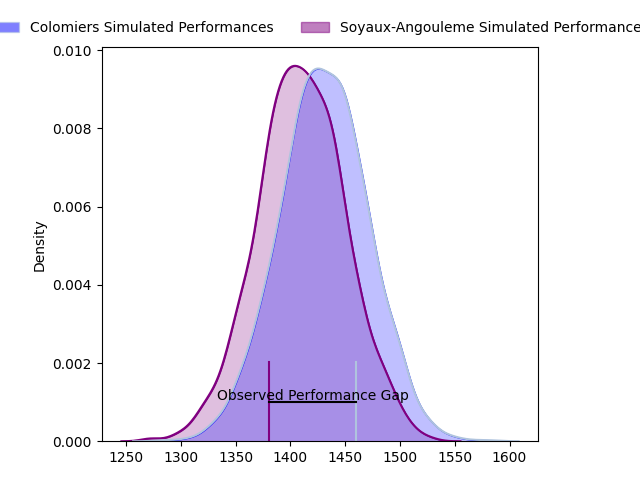 Colomiers Simulated Performances
Soyaux-Angouleme Simulated Performance
0.010
0.008
0.006
0.004
0.002
0.000
Density
Observed Performance Gap
1250 1300 1350 1400 1450 1500 1550 1600